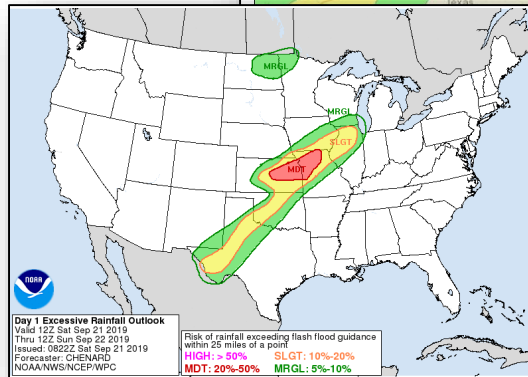 Texas
MRGL
MRGL
SLGT
MDT
NOAA
Day 1 Excessive Rainfall Outlook
Valid 12Z Sat Sep 21 2019
Thru 12Z Sun Sep 22 2019
Issued: 0822Z Sat Sep 21 2019
Forecaster: CHENARD
NOAA/NWS/NCEP/WPC
Risk of rainfall exceeding flash flood guidance
within 25 miles of a point
HIGH: > 50% SLGT: 10%-20%
MDT: 20%-50% MRGL: 5%-10%